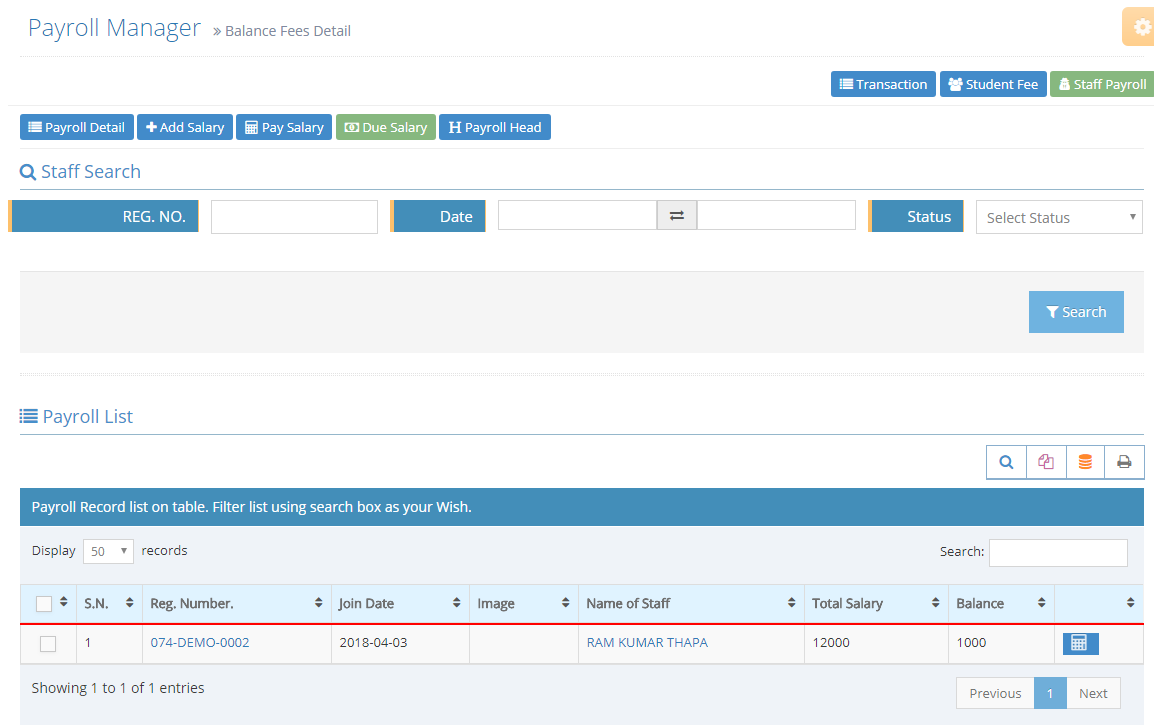 Payroll Manager » Balance Fees Detail
Transaction Student Fee Staff Payroll
Payroll Detail Add Salary Pay Salary Due Salary H Payroll Head
Staff Search
REG. NO. Date Status Select Status
Search
Payroll List
Payroll Record list on table. Filter list using search box as your Wish.
Display 50 records Search:
S.N. Reg. Number. Join Date Image Name of Staff Total Salary Balance
1 074-DEMO-0002 2018-04-03 RAM KUMAR THAPA 12000 1000
Showing 1 to 1 of 1 entries Previous 1 Next